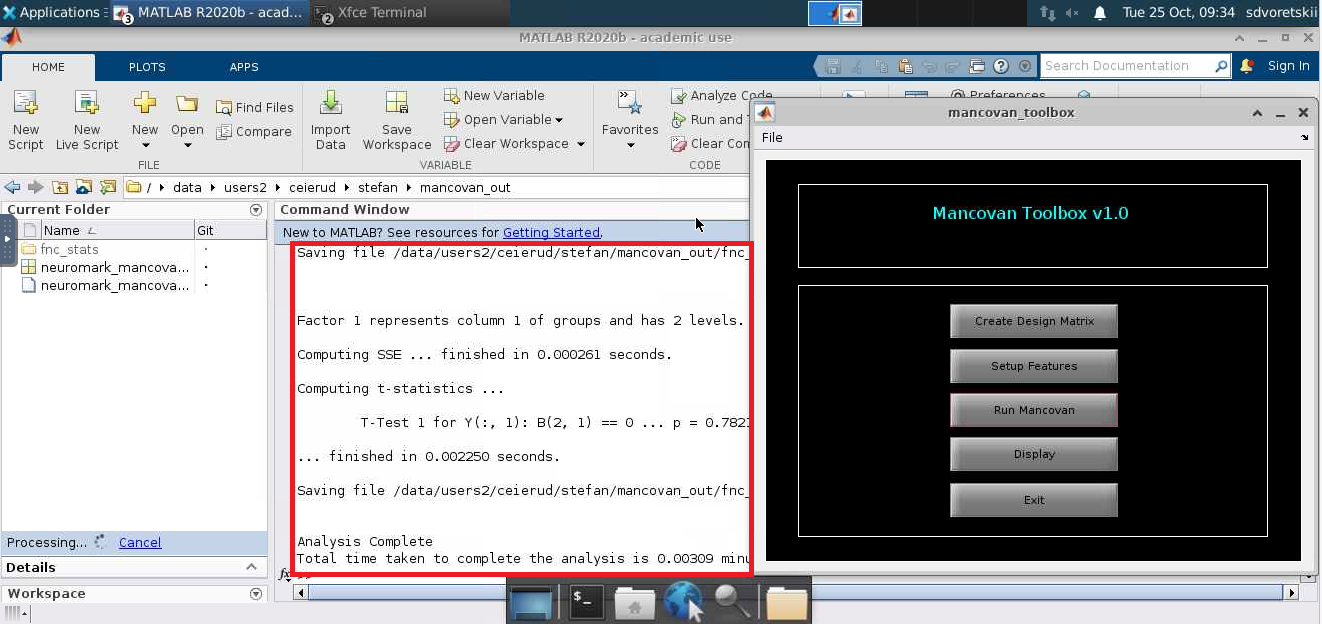 Applications MATLAB R2020b - acad... Xfce Terminal Tue 25 Oct, 09:34 sdvoretskii
3 2
MATLAB R2020b - academic use
HOME PLOTS APPS Search Documentation Sign In
New Script
New Live Script
New
Open
Find Files
Compare
FILE
Import Data
Save Workspace
New Variable
Open Variable
Clear Workspace
VARIABLE
Favorites
Analyze Code
Run and
Clear Com
CODE
Preferences
/ data users2 ceierud stefan mancovan_out
Current Folder
Name Git
fnc_stats
neuromark_mancova...
neuromark_mancova...
Processing... Cancel
Details
Workspace
Command Window
New to MATLAB? See resources for Getting Started.
Saving file /data/users2/ceierud/stefan/mancovan_out/fnc_
Factor 1 represents column 1 of groups and has 2 levels.
Computing SSE ... finished in 0.000261 seconds.
Computing t-statistics ...
T-Test 1 for Y(:, 1): B(2, 1) == 0 ... p = 0.782
... finished in 0.002250 seconds.
Saving file /data/users2/ceierud/stefan/mancovan_out/fnc_
Analysis Complete
Total time taken to complete the analysis is 0.00309 minu
fx >>
$_
mancovan_toolbox
File
Mancovan Toolbox v1.0
Create Design Matrix
Setup Features
Run Mancovan
Display
Exit